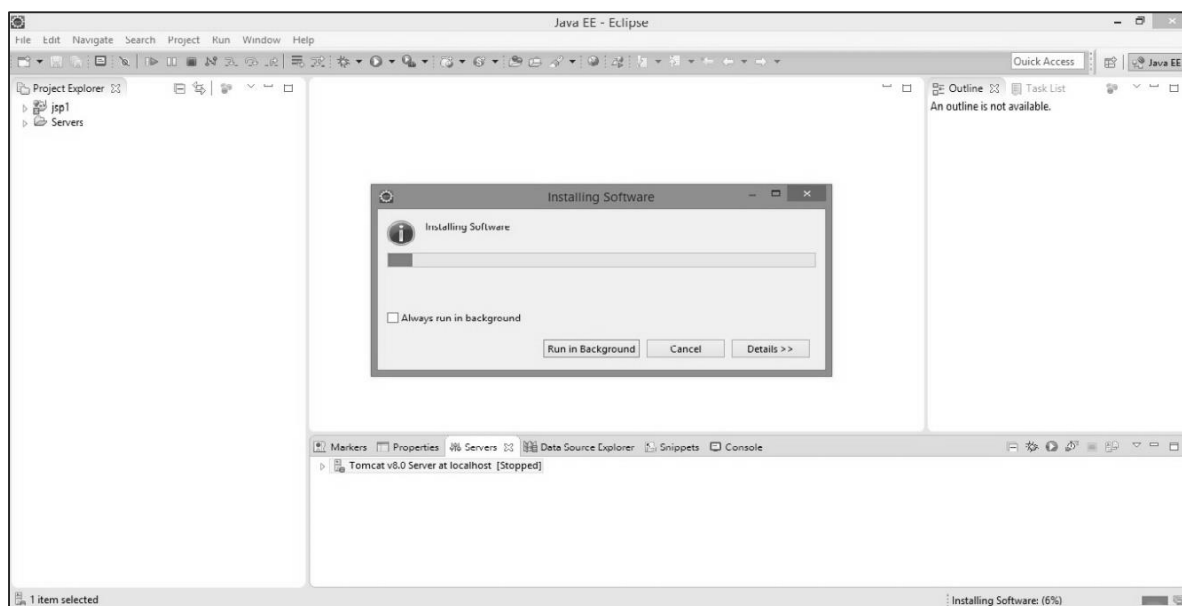 Java EE - Eclipse
File Edit Navigate Search Project Run Window Help
Quick Access
Java EE
Project Explorer
jsp1
Servers
Outline Task List
An outline is not available.
Installing Software
Installing Software
Always run in background
Run in Background Cancel Details >>
Markers Properties Servers Data Source Explorer Snippets Console
Tomcat v8.0 Server at localhost [Stopped]
1 item selected
Installing Software: (6%)